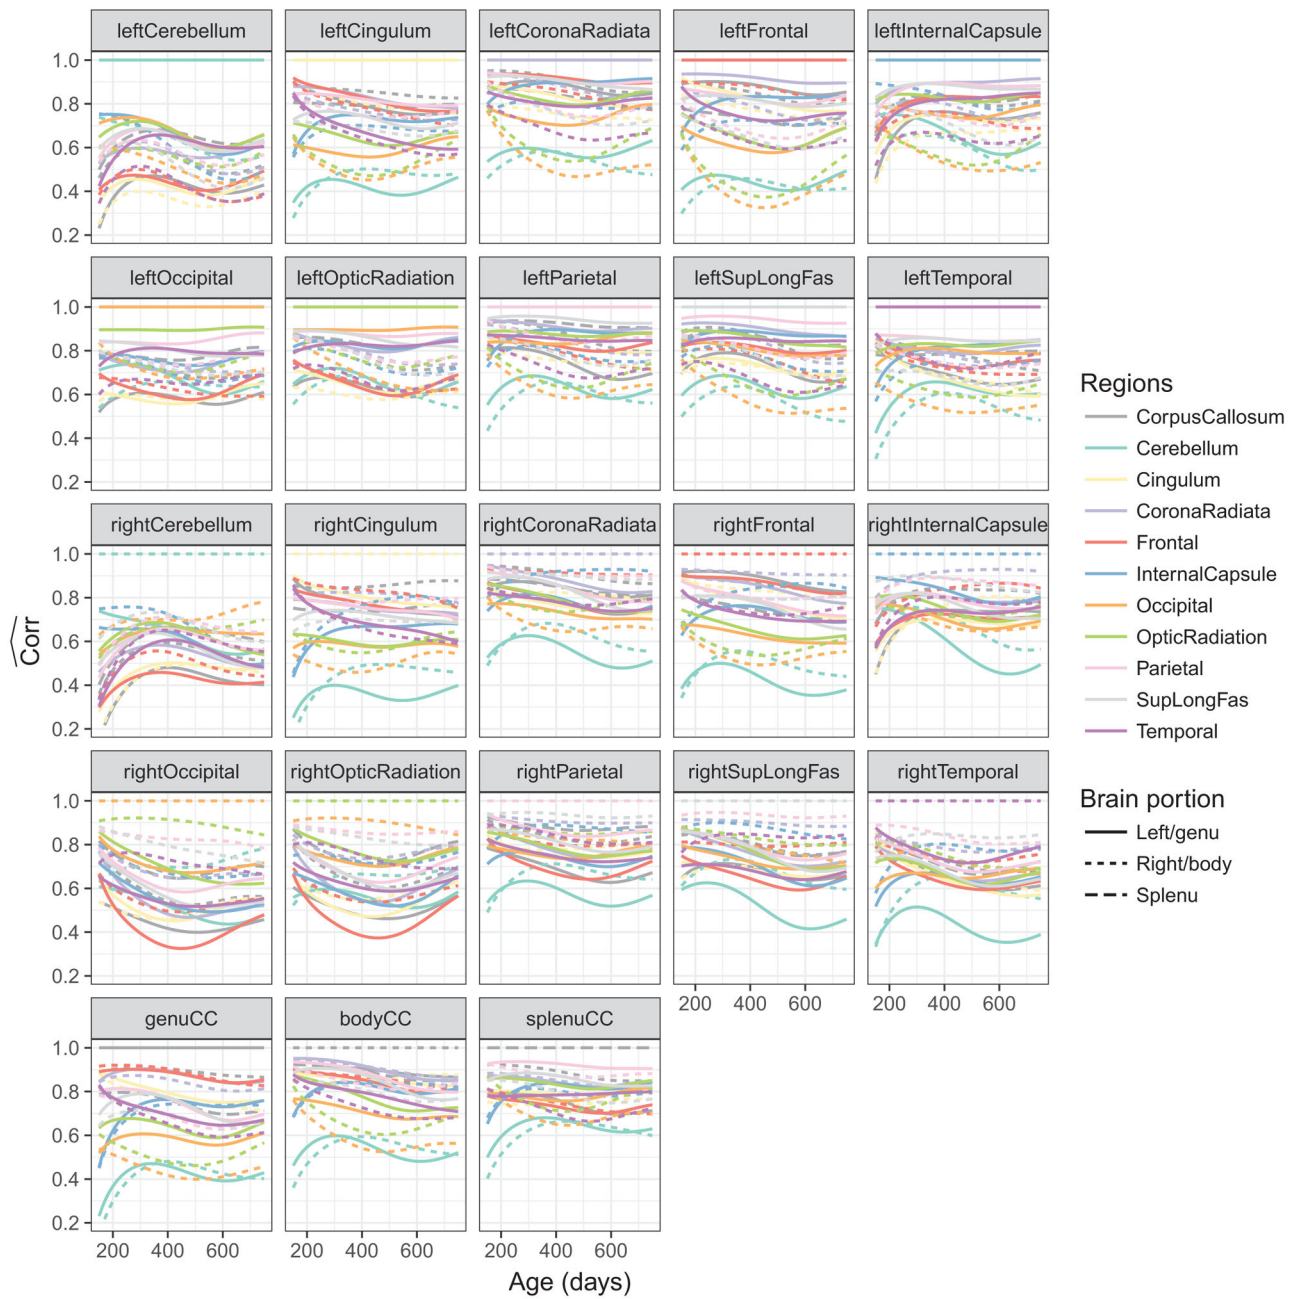 leftCerebellum leftCingulum leftCoronaRadiata leftFrontal leftInternalCapsule
1.0
0.8
0.6
0.4
0.2
leftOccipital leftOpticRadiation leftParietal leftSupLongFas leftTemporal
1.0
0.8
0.6
0.4
0.2
rightCerebellum rightCingulum rightCoronaRadiata rightFrontal rightInternalCapsule
1.0
0.8
0.6
0.4
0.2
rightOccipital rightOpticRadiation rightParietal rightSupLongFas rightTemporal
1.0
0.8
0.6
0.4
0.2
200 400 600 200 400 600
genuCC bodyCC splenuCC
1.0
0.8
0.6
0.4
0.2
200 400 600 200 400 600 200 400 600
Age (days)
Corr
Regions
CorpusCallosum
Cerebellum
Cingulum
CoronaRadiata
Frontal
InternalCapsule
Occipital
OpticRadiation
Parietal
SupLongFas
Temporal
Brain portion
Left/genu
Right/body
Splenu